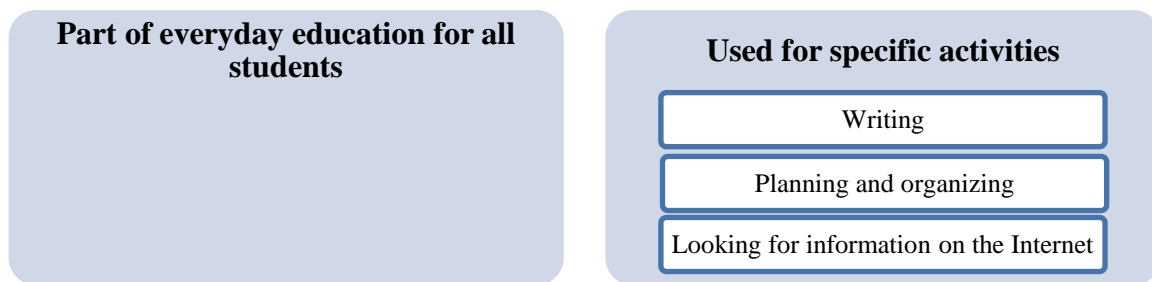 Part of everyday education for all
students
Used for specific activities
Writing
Planning and organizing
Looking for information on the Internet